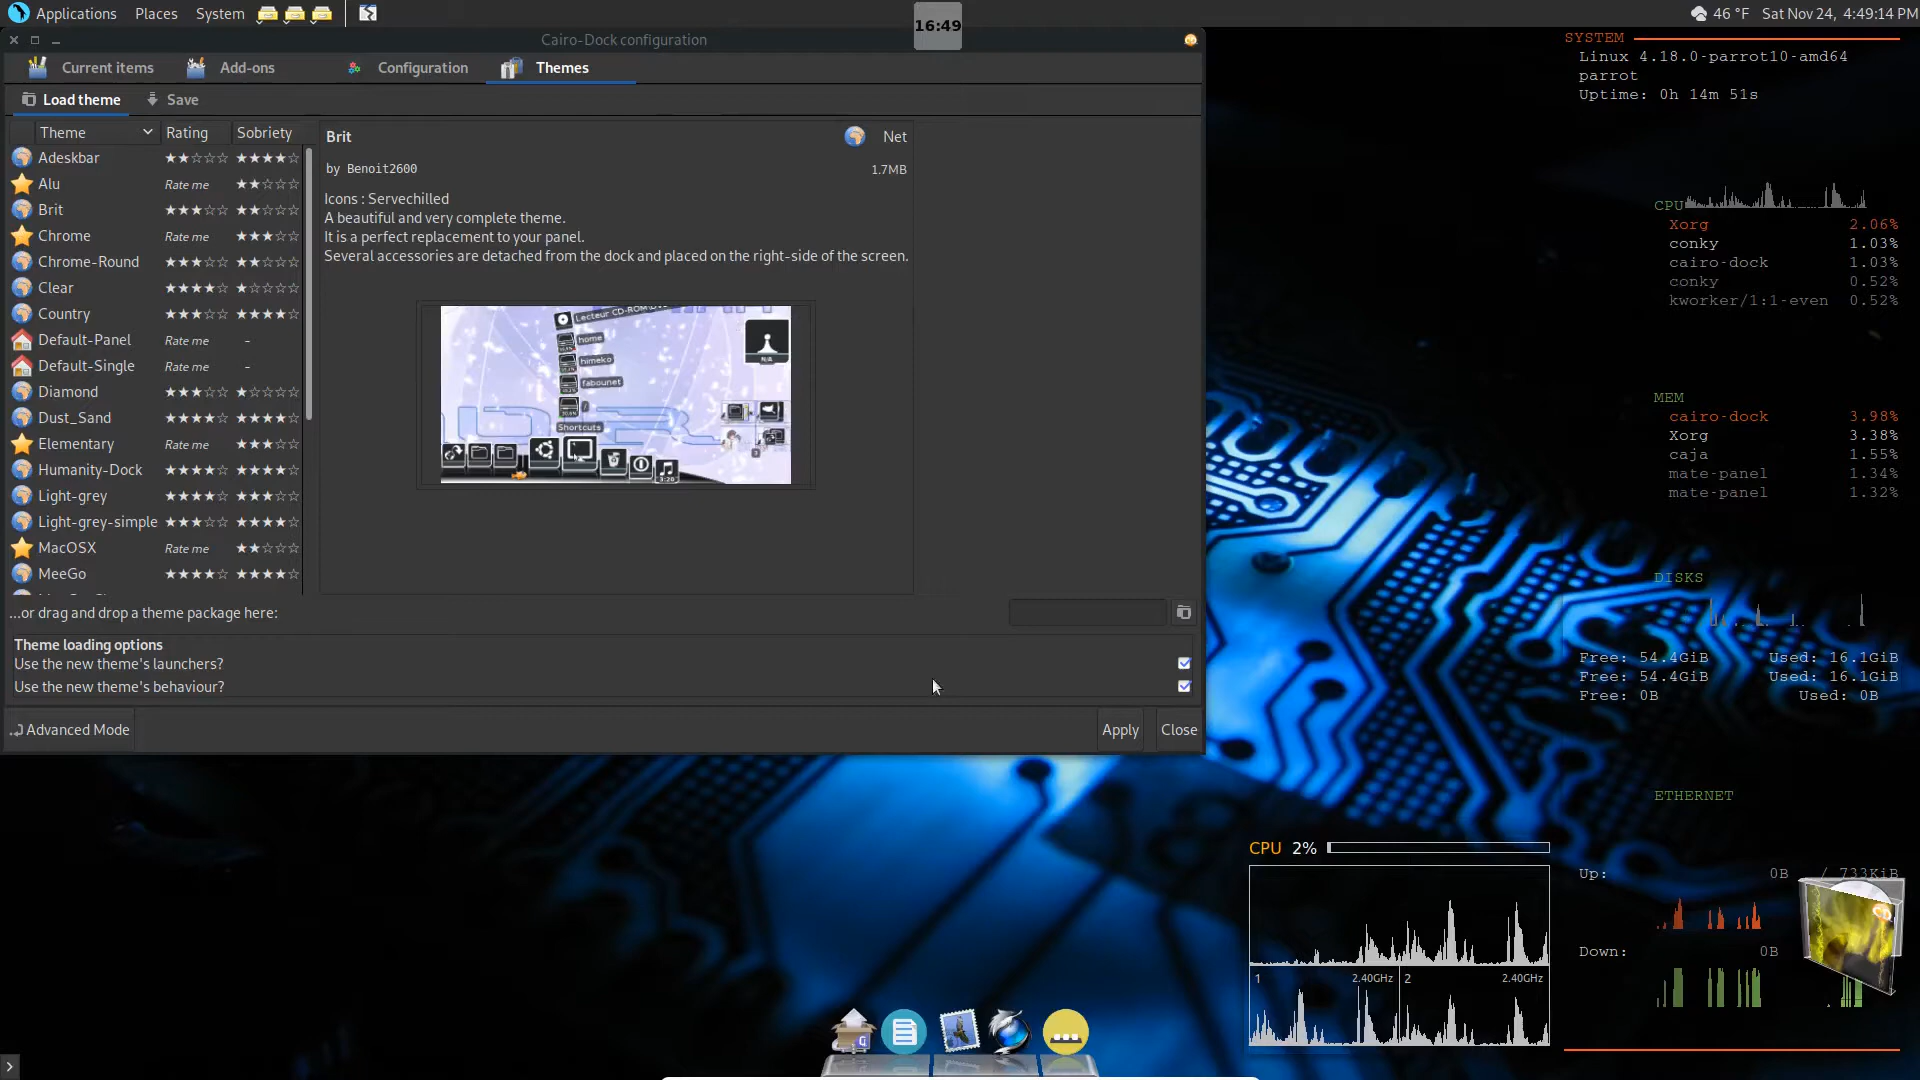 Applications Places System
16:49
46 °F Sat Nov 24, 4:49:14 PM
Cairo-Dock configuration
Current items Add-ons Configuration Themes
Load theme Save
Theme Rating Sobriety
Adeskbar ★★☆☆☆ ★★★★☆
Alu Rate me ★★☆☆☆
Brit ★★★☆☆ ★★☆☆☆
Chrome Rate me ★★★☆☆
Chrome-Round ★★★☆☆ ★★★☆☆
Clear ★★★★☆ ★☆☆☆☆
Country ★★★☆☆ ★★★★☆
Default-Panel Rate me -
Default-Single Rate me -
Diamond ★★★☆☆ ★☆☆☆☆
Dust_Sand ★★★★☆ ★★★★☆
Elementary Rate me ★★★★☆
Humanity-Dock ★★★★☆ ★★★★☆
Light-grey ★★★★☆ ★★★★☆
Light-grey-simple ★★★☆☆ ★★★★☆
MacOSX Rate me ★★☆☆☆
MeeGo ★★★★☆ ★★★★☆
Brit Net
by Benoit2600 1.7MB
Icons : Servechilled
A beautiful and very complete theme.
It is a perfect replacement to your panel.
Several accessories are detached from the dock and placed on the right-side of the screen.
Lecteur CD-ROM
home
himeko
fabounet
/
Shortcuts
N/A
3:20
...or drag and drop a theme package here:
Theme loading options
Use the new theme's launchers?
Use the new theme's behaviour?
Advanced Mode Apply Close
SYSTEM
Linux 4.18.0-parrot10-amd64
parrot
Uptime: 0h 14m 51s
CPU
Xorg 2.06%
conky 1.03%
cairo-dock 1.03%
conky 0.52%
kworker/1:1-even 0.52%
MEM
cairo-dock 3.98%
Xorg 3.38%
caja 1.55%
mate-panel 1.34%
mate-panel 1.32%
DISKS
Free: 54.4GiB Used: 16.1GiB
Free: 54.4GiB Used: 16.1GiB
Free: 0B Used: 0B
ETHERNET
Up: 0B / 733KiB
Down: 0B
CPU 2%
1 2.40GHz 2 2.40GHz